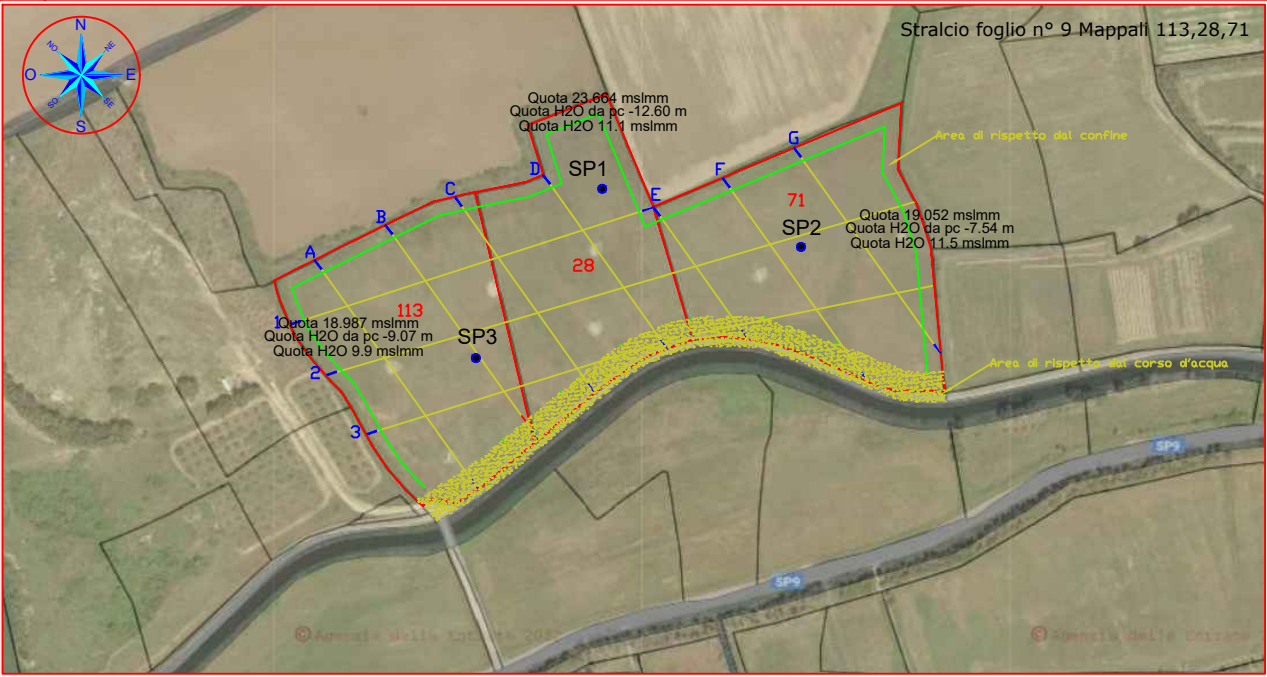 Stralcio foglio n° 9 Mappali 113,28,71
N
NO
NE
O
E
SO
SE
S
Quota 23.664 mslmm
Quota H2O da pc -12.60 m
Quota H2O 11.1 mslmm
SP1
A
B
C
D
E
F
G
Area di rispetto dal confine
71
Quota 19.052 mslmm
Quota H2O da pc -7.54 m
Quota H2O 11.5 mslmm
SP2
28
113
1
Quota 18.987 mslmm
Quota H2O da pc -9.07 m
Quota H2O 9.9 mslmm
SP3
2
3
Area di rispetto dal corso d'acqua
SP9
SP9
© Agenzia delle Entrate
© Agenzia delle Entrate